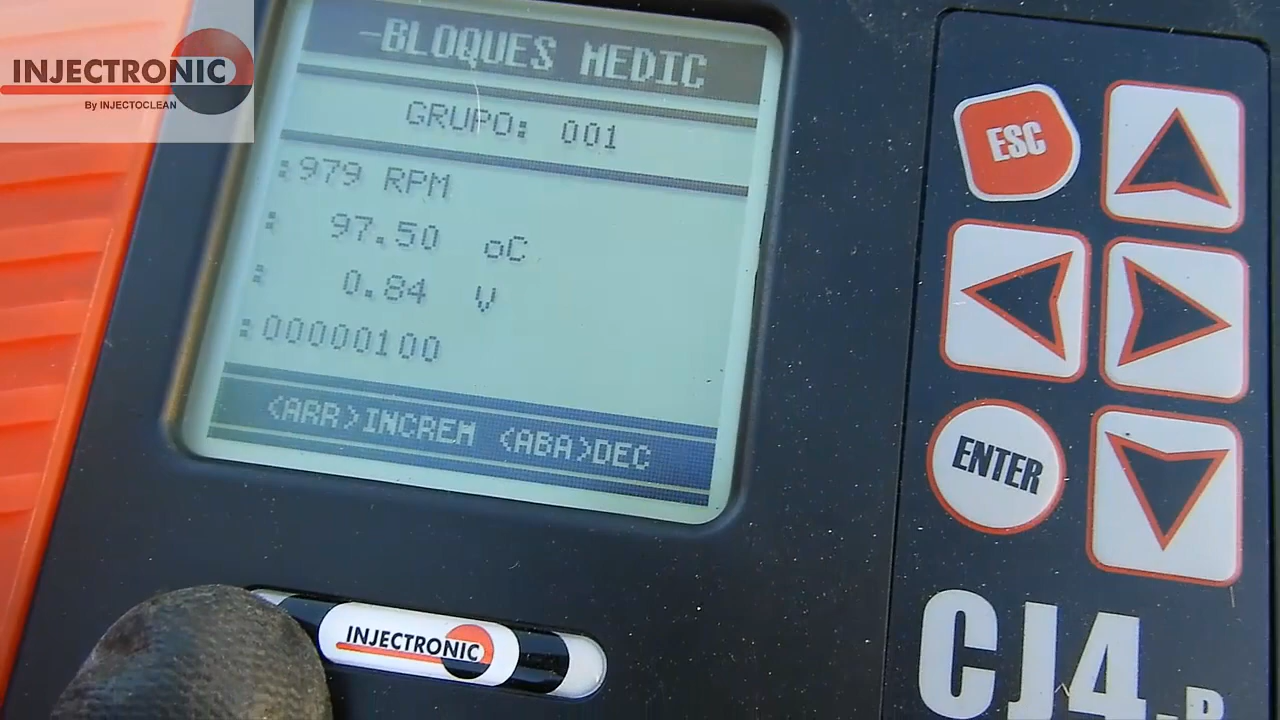 INJECTRONIC
By INJECTOCLEAN
-BLOQUES MEDIC
GRUPO: 001
:979 RPM
: 97.50 oC
: 0.84 V
:00000100
<ARR>INCREM <ABA>DEC
ESC
ENTER
INJECTRONIC
CJ4